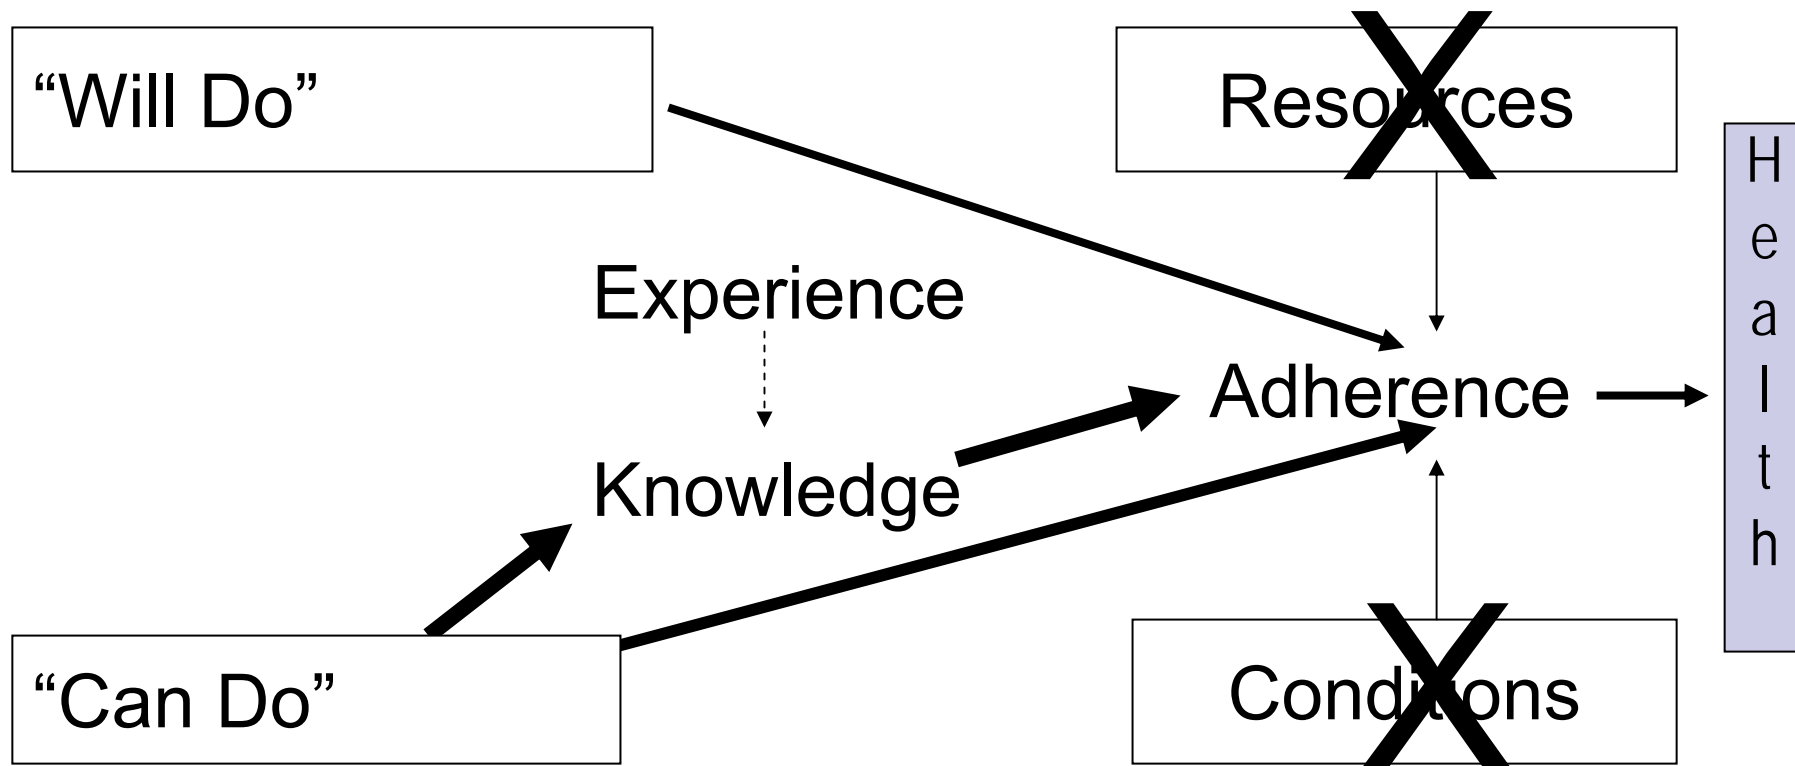 “Will Do”
Resources
X
Experience
Adherence
Knowledge
“Can Do”
Conditions
X
H
e
a
l
t
h